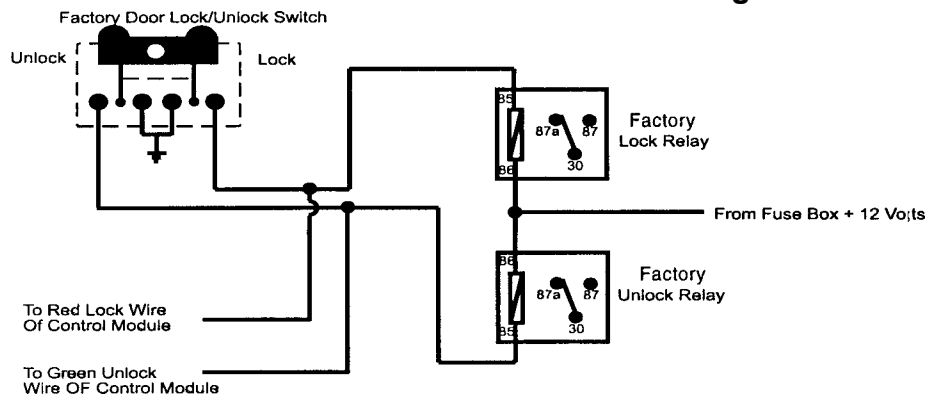 g
Factory Door Lock/Unlock Switch
Unlock
Lock
85
87a
87
30
86
Factory
Lock Relay
From Fuse Box + 12 Vo;ts
86
87a
87
30
85
Factory
Unlock Relay
To Red Lock Wire
Of Control Module
To Green Unlock
Wire OF Control Module